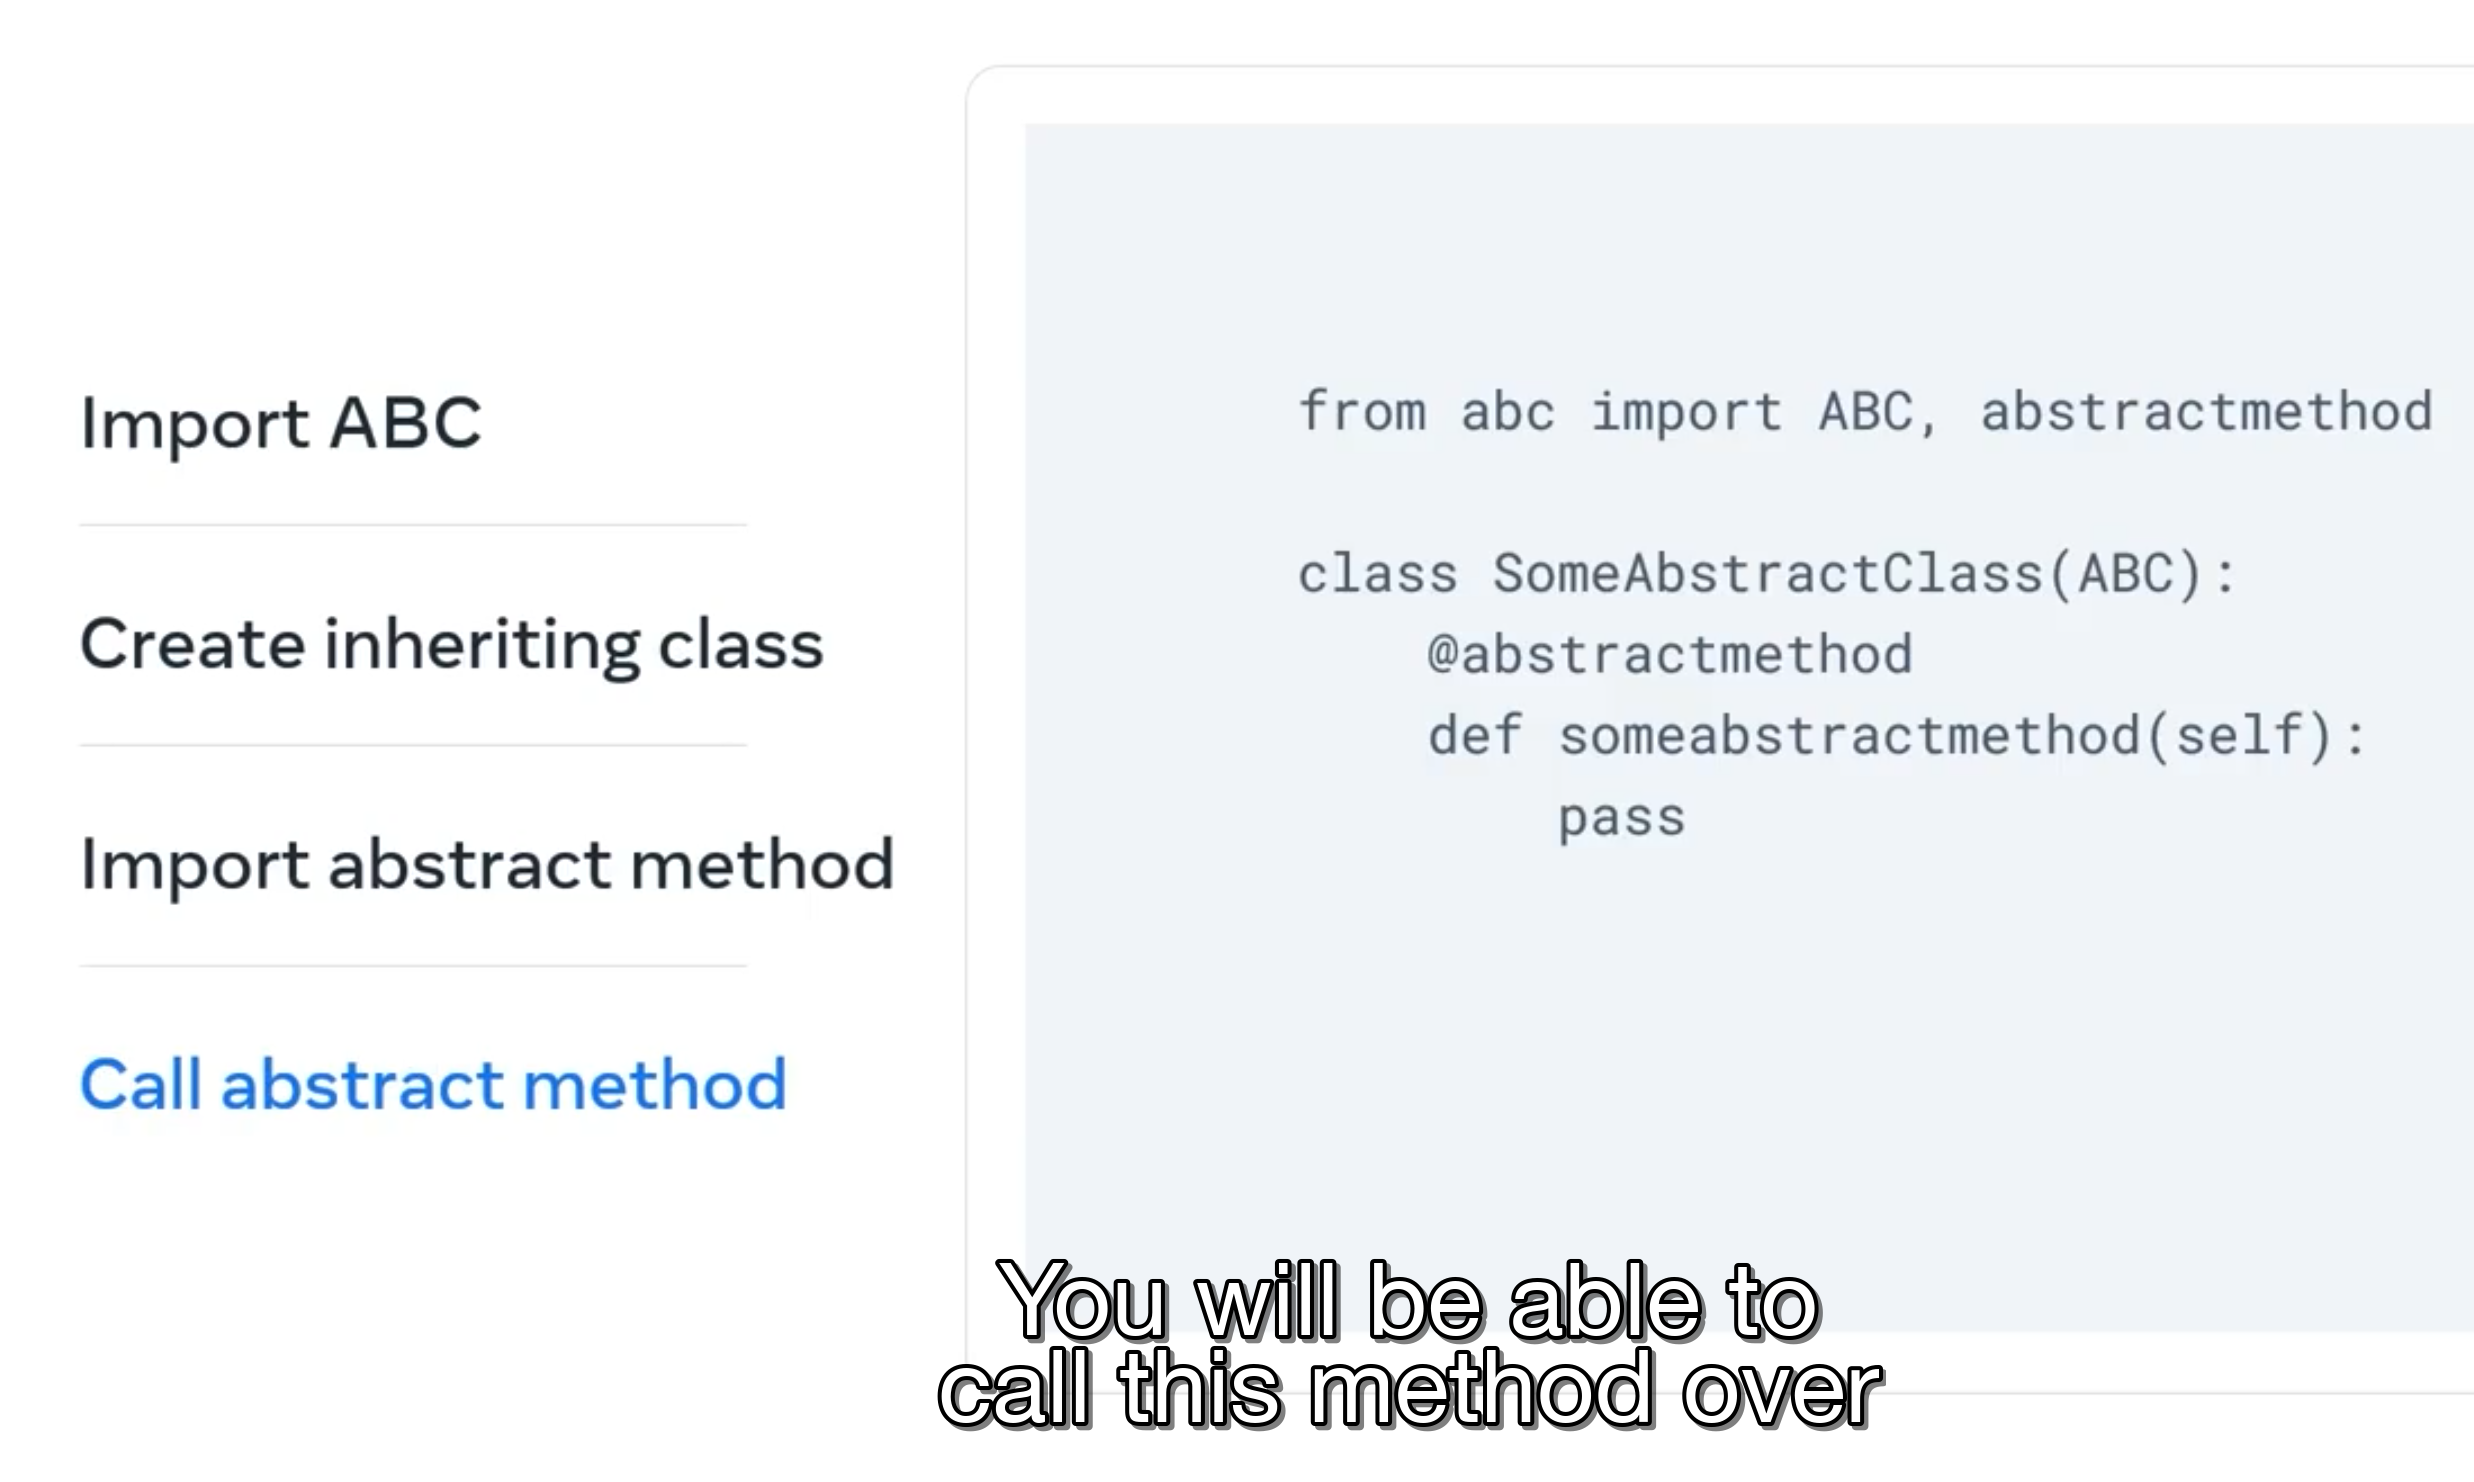 Import ABC
Create inheriting class
Import abstract method
Call abstract method
from abc import ABC, abstractmethod
class SomeAbstractClass(ABC):
@abstractmethod
def someabstractmethod(self):
pass
You will be able to
call this method over